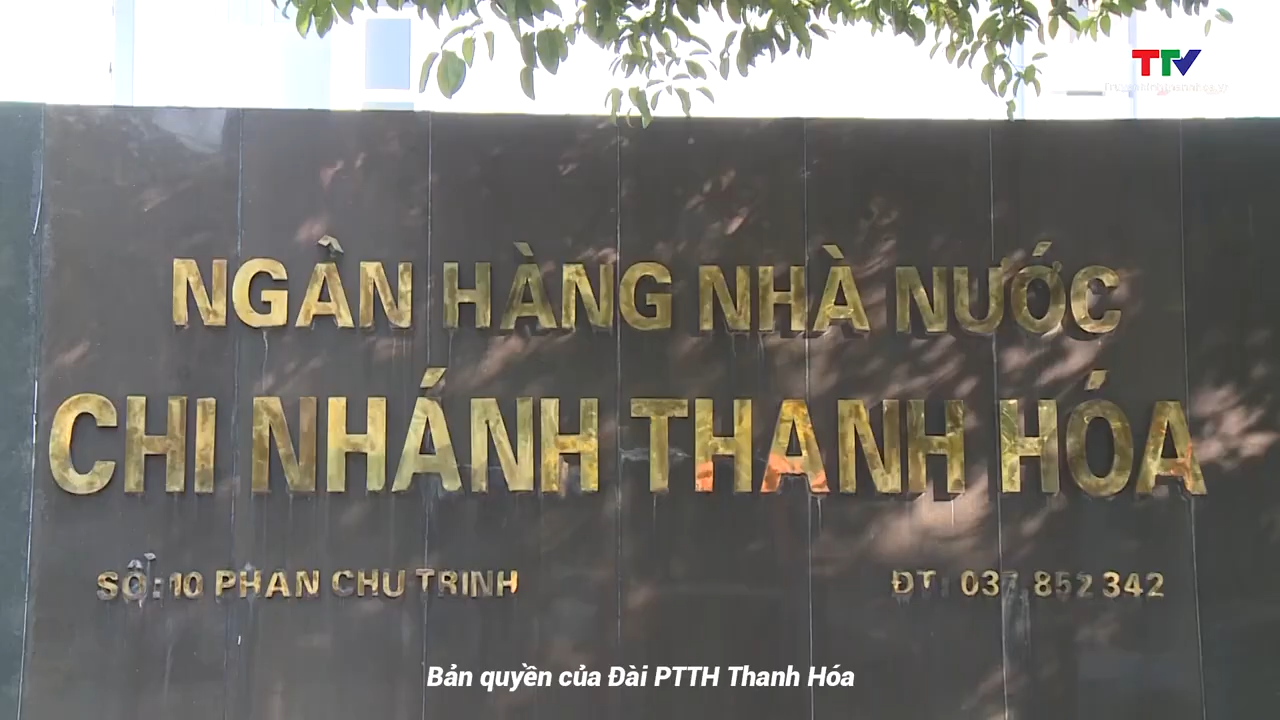 TTV
NGÂN HÀNG NHÀ NƯỚC
CHI NHÁNH THANH HÓA
SỐ: 10 PHAN CHU TRINH
ĐT: 037.852 342
Bản quyền của Đài PTTH Thanh Hóa